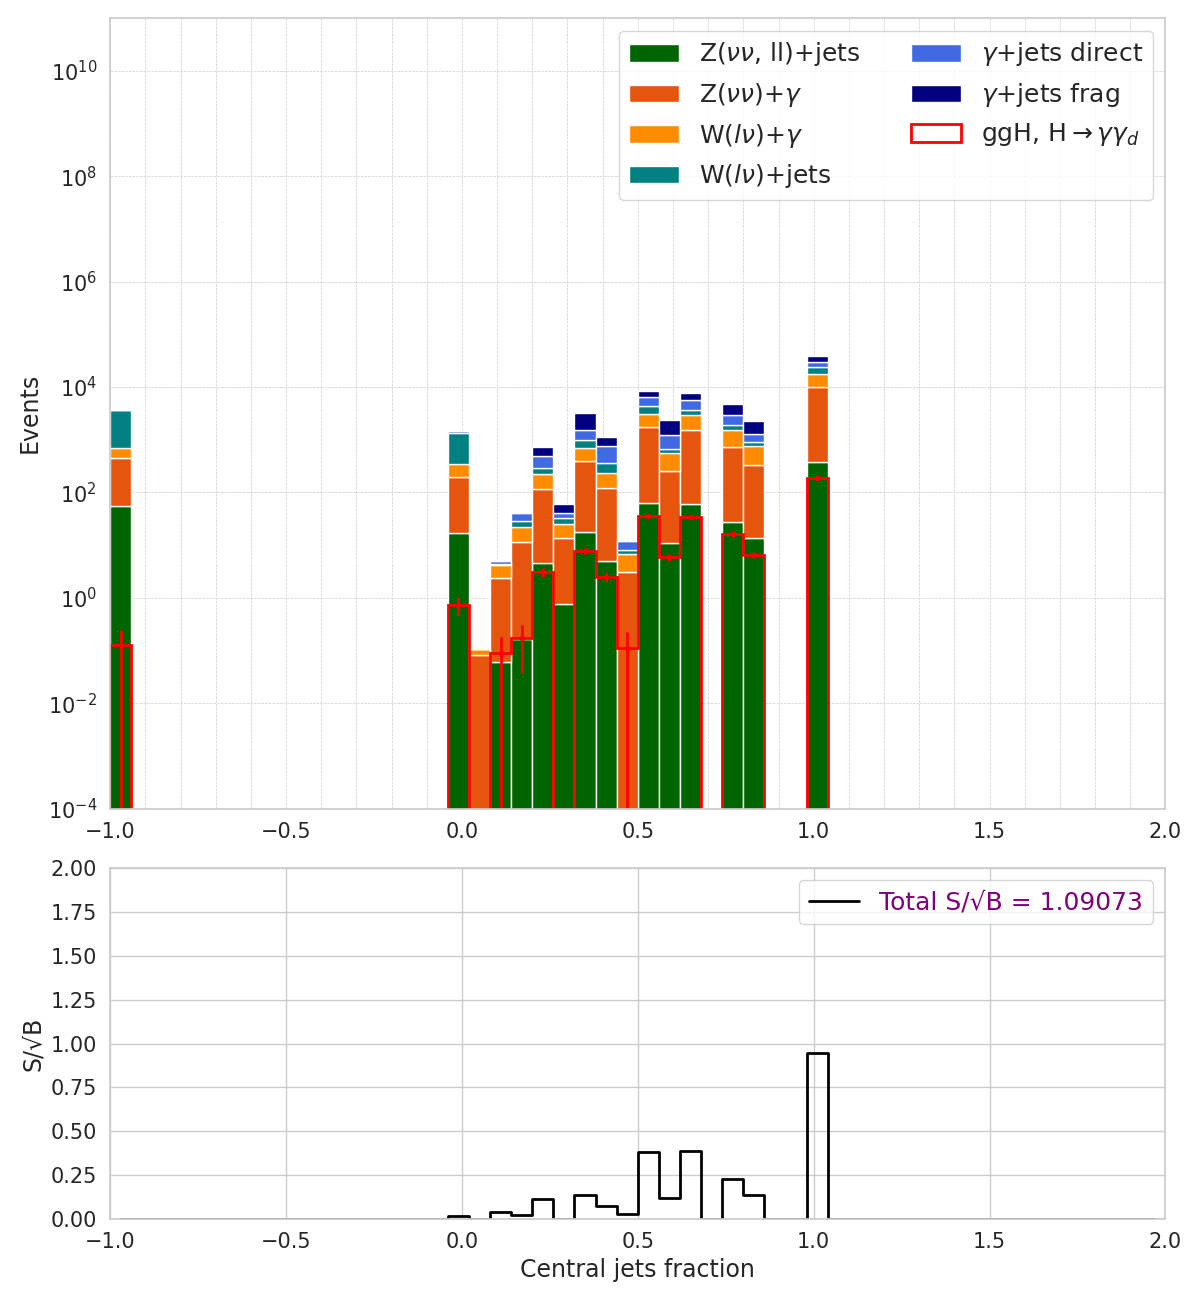 Z(νν, ll)+jets
Z(νν)+γ
W(lν)+γ
W(lν)+jets
γ+jets direct
γ+jets frag
ggH, H→γγ_d
Events
10^10
10^8
10^6
10^4
10^2
10^0
10^−2
10^−4
−1.0 −0.5 0.0 0.5 1.0 1.5 2.0
Total S/√B = 1.09073
S/√B
2.00
1.75
1.50
1.25
1.00
0.75
0.50
0.25
0.00
−1.0 −0.5 0.0 0.5 1.0 1.5 2.0
Central jets fraction